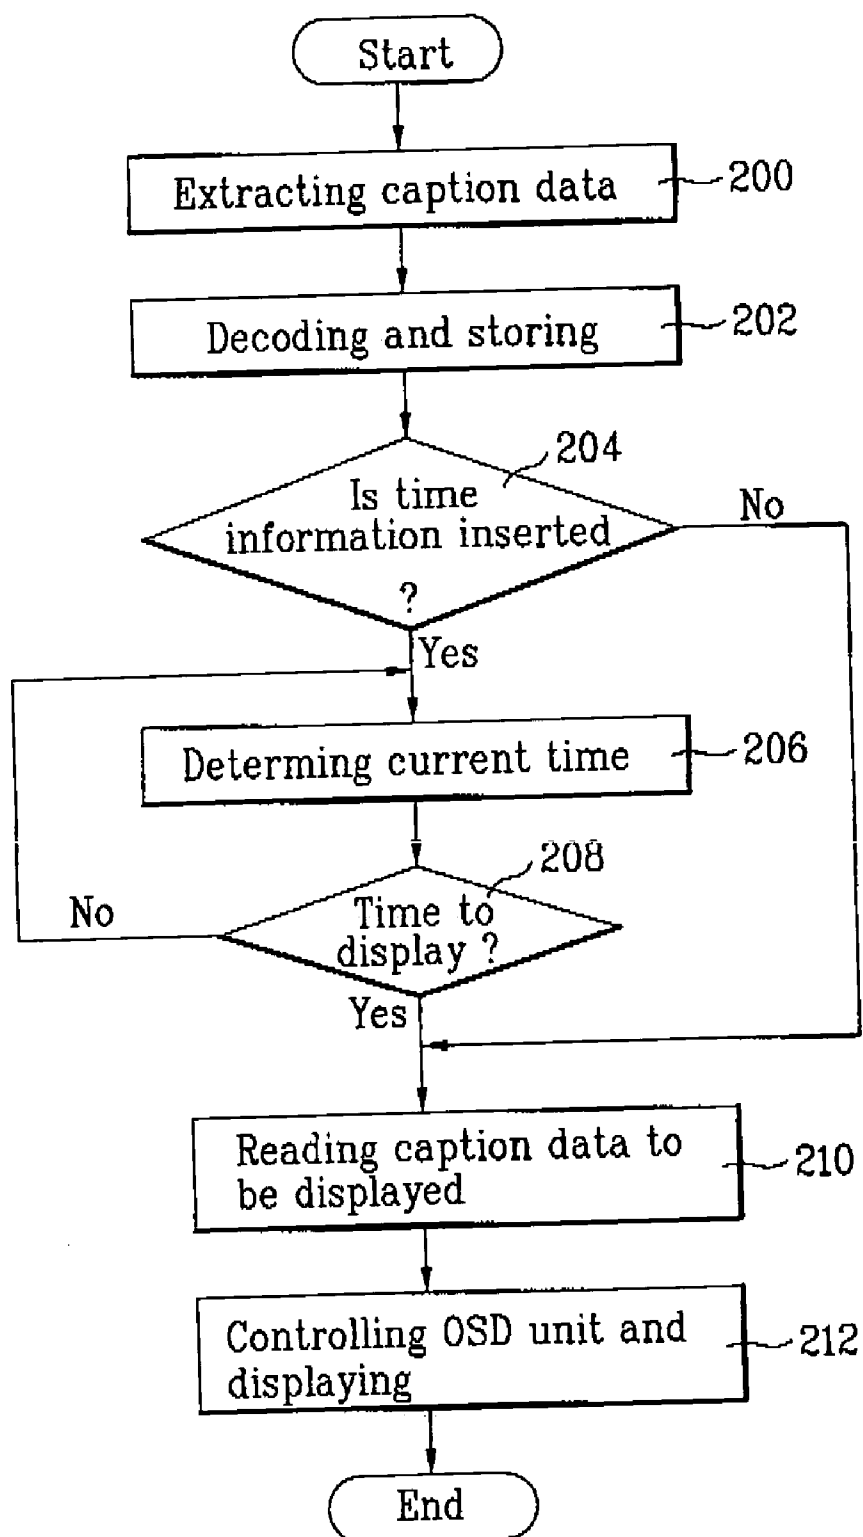 Start
Extracting caption data
200
Decoding and storing
202
204
Is time
information inserted
?
No
Yes
Determing current time
206
208
Time to
display ?
No
Yes
Reading caption data to
be displayed
210
Controlling OSD unit and
displaying
212
End